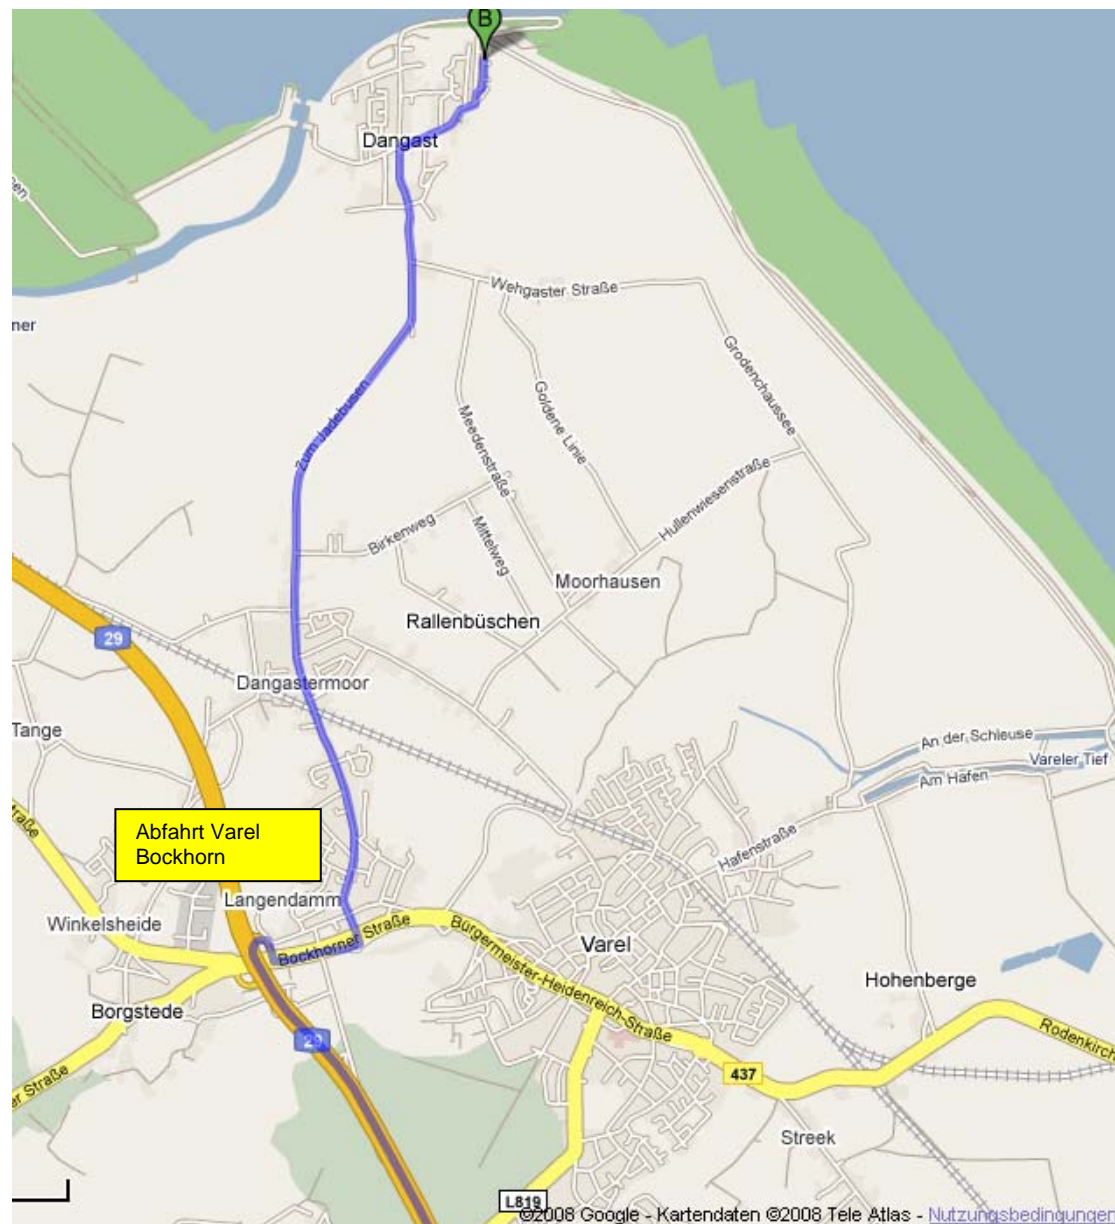 B
Dangast
Wehgaster Straße
Grodenchaussee
Zum Jadebusen
Goldene Linie
Meedenstraße
Hullenwiesenstraße
Birkenweg
Mittelweg
Moorhausen
Rallenbüschen
29
Dangastermoor
Tange
An der Schleuse
Vareler Tief
Am Hafen
Abfahrt Varel
Bockhorn
Hafenstraße
Langendamm
Winkelsheide
Bockhorner Straße
Bürgermeister-Heidenreich-Straße
Varel
Hohenberge
Borgstede
29
437
Streek
L819
©2008 Google - Kartendaten ©2008 Tele Atlas - Nutzungsbedingungen